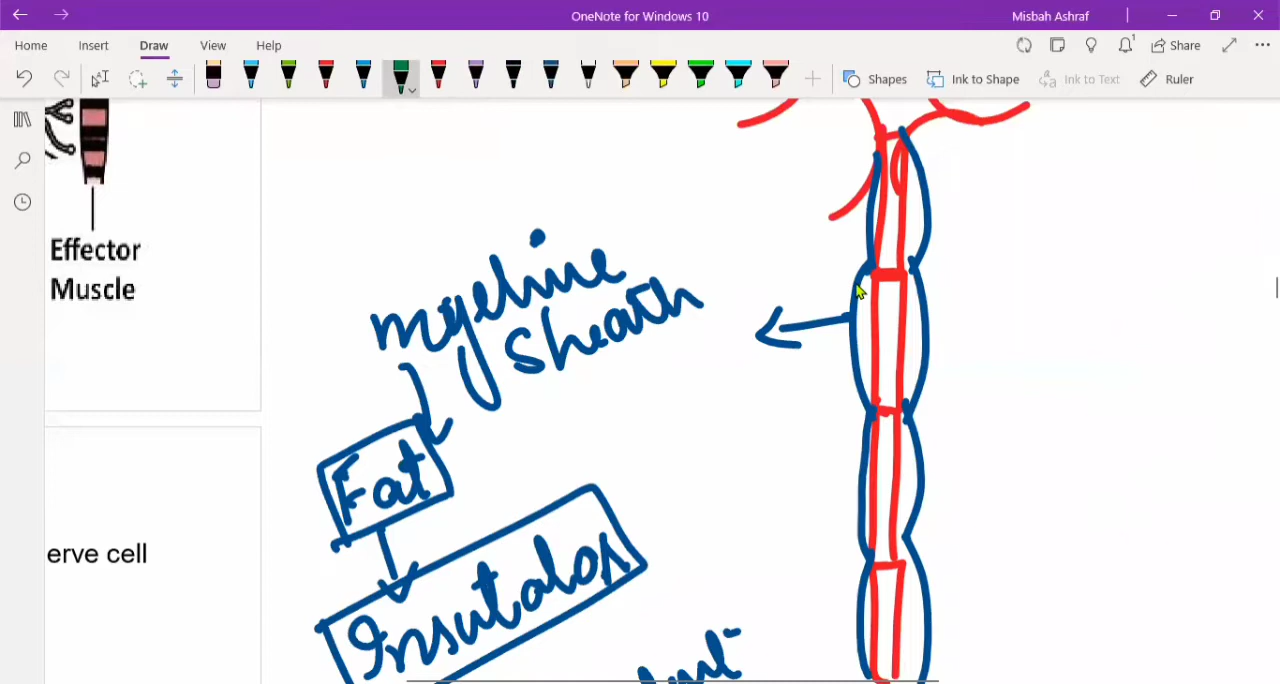 OneNote for Windows 10
Misbah Ashraf
Home Insert Draw View Help
Share
Shapes Ink to Shape Ink to Text Ruler
Effector
Muscle
myeline
Sheath
Fat
Insutalor
erve cell